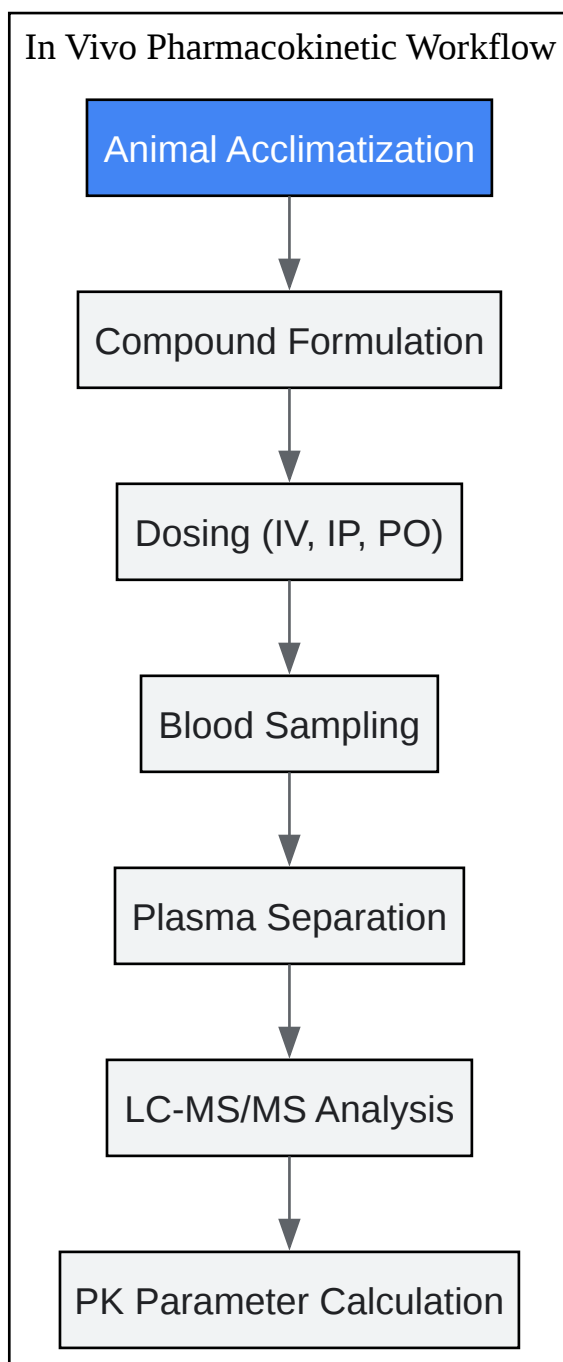 In Vivo Pharmacokinetic Workflow
Animal Acclimatization
Compound Formulation
Dosing (IV, IP, PO)
Blood Sampling
Plasma Separation
LC-MS/MS Analysis
PK Parameter Calculation